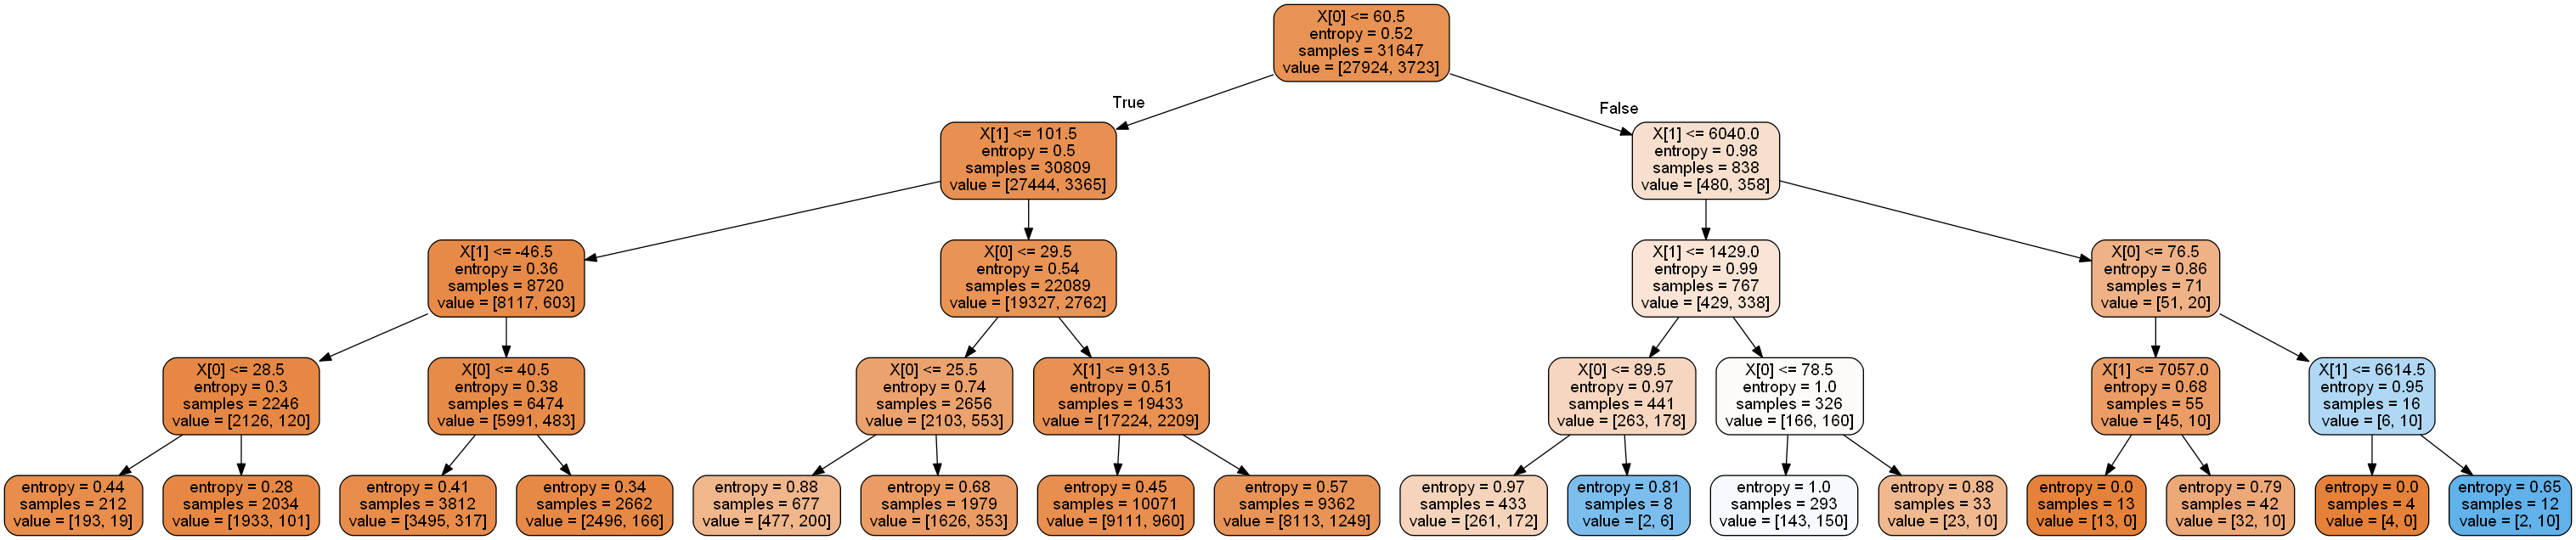 X[0] <= 60.5
entropy = 0.52
samples = 31647
value = [27924, 3723]
True
False
X[1] <= 101.5
entropy = 0.5
samples = 30809
value = [27444, 3365]
X[1] <= 6040.0
entropy = 0.98
samples = 838
value = [480, 358]
X[1] <= -46.5
entropy = 0.36
samples = 8720
value = [8117, 603]
X[0] <= 29.5
entropy = 0.54
samples = 22089
value = [19327, 2762]
X[1] <= 1429.0
entropy = 0.99
samples = 767
value = [429, 338]
X[0] <= 76.5
entropy = 0.86
samples = 71
value = [51, 20]
X[0] <= 28.5
entropy = 0.3
samples = 2246
value = [2126, 120]
X[0] <= 40.5
entropy = 0.38
samples = 6474
value = [5991, 483]
X[0] <= 25.5
entropy = 0.74
samples = 2656
value = [2103, 553]
X[1] <= 913.5
entropy = 0.51
samples = 19433
value = [17224, 2209]
X[0] <= 89.5
entropy = 0.97
samples = 441
value = [263, 178]
X[0] <= 78.5
entropy = 1.0
samples = 326
value = [166, 160]
X[1] <= 7057.0
entropy = 0.68
samples = 55
value = [45, 10]
X[1] <= 6614.5
entropy = 0.95
samples = 16
value = [6, 10]
entropy = 0.44
samples = 212
value = [193, 19]
entropy = 0.28
samples = 2034
value = [1933, 101]
entropy = 0.41
samples = 3812
value = [3495, 317]
entropy = 0.34
samples = 2662
value = [2496, 166]
entropy = 0.88
samples = 677
value = [477, 200]
entropy = 0.68
samples = 1979
value = [1626, 353]
entropy = 0.45
samples = 10071
value = [9111, 960]
entropy = 0.57
samples = 9362
value = [8113, 1249]
entropy = 0.97
samples = 433
value = [261, 172]
entropy = 0.81
samples = 8
value = [2, 6]
entropy = 1.0
samples = 293
value = [143, 150]
entropy = 0.88
samples = 33
value = [23, 10]
entropy = 0.0
samples = 13
value = [13, 0]
entropy = 0.79
samples = 42
value = [32, 10]
entropy = 0.0
samples = 4
value = [4, 0]
entropy = 0.65
samples = 12
value = [2, 10]